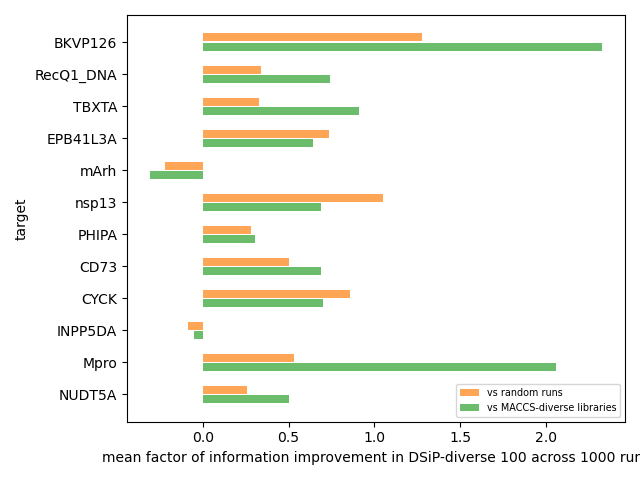 BKVP126
RecQ1_DNA
TBXTA
EPB41L3A
mArh
nsp13
PHIPA
CD73
CYCK
INPP5DA
Mpro
NUDT5A
target
vs random runs
vs MACCS-diverse libraries
0.0 0.5 1.0 1.5 2.0
mean factor of information improvement in DSiP-diverse 100 across 1000 run